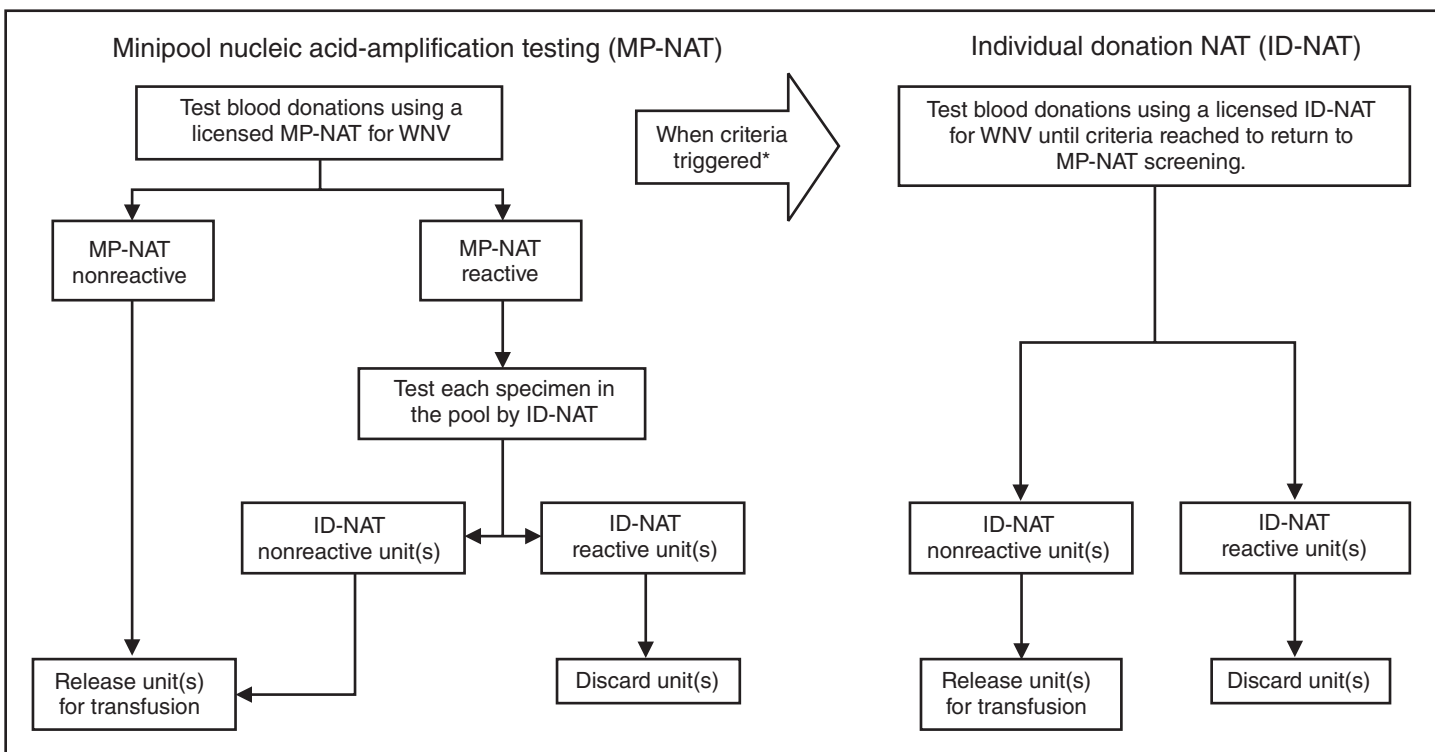 Minipool nucleic acid-amplification testing (MP-NAT)
Test blood donations using a
licensed MP-NAT for WNV
MP-NAT
nonreactive
MP-NAT
reactive
Test each specimen in
the pool by ID-NAT
ID-NAT
nonreactive unit(s)
ID-NAT
reactive unit(s)
Release unit(s)
for transfusion
Discard unit(s)
When criteria
triggered*
Individual donation NAT (ID-NAT)
Test blood donations using a licensed ID-NAT
for WNV until criteria reached to return to
MP-NAT screening.
ID-NAT
nonreactive unit(s)
ID-NAT
reactive unit(s)
Release unit(s)
for transfusion
Discard unit(s)